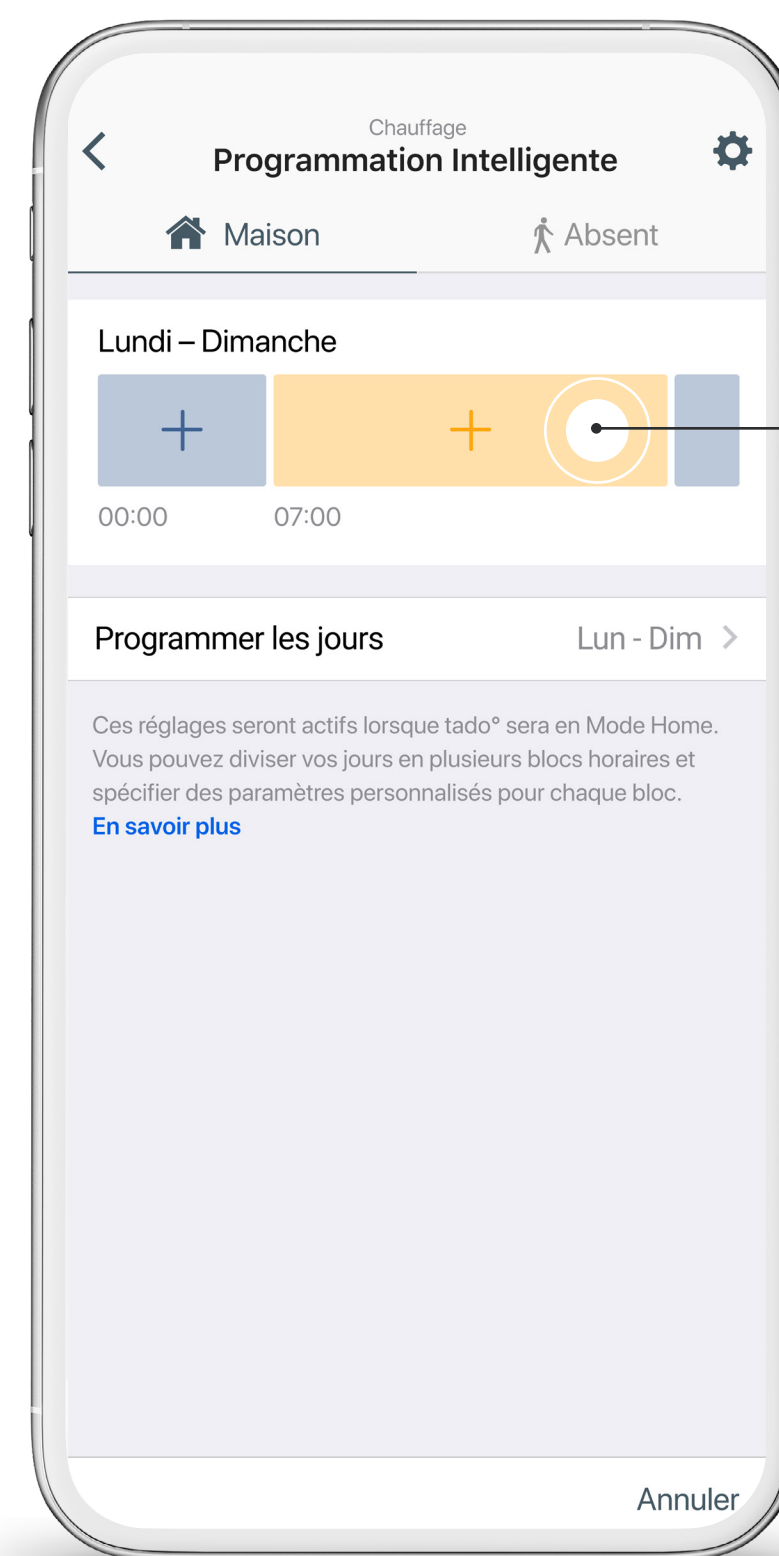 Chauffage
Programmation Intelligente
Maison
Absent
Lundi – Dimanche
00:00 07:00
Programmer les jours Lun - Dim
Ces réglages seront actifs lorsque tado° sera en Mode Home.
Vous pouvez diviser vos jours en plusieurs blocs horaires et
spécifier des paramètres personnalisés pour chaque bloc.
En savoir plus
Annuler